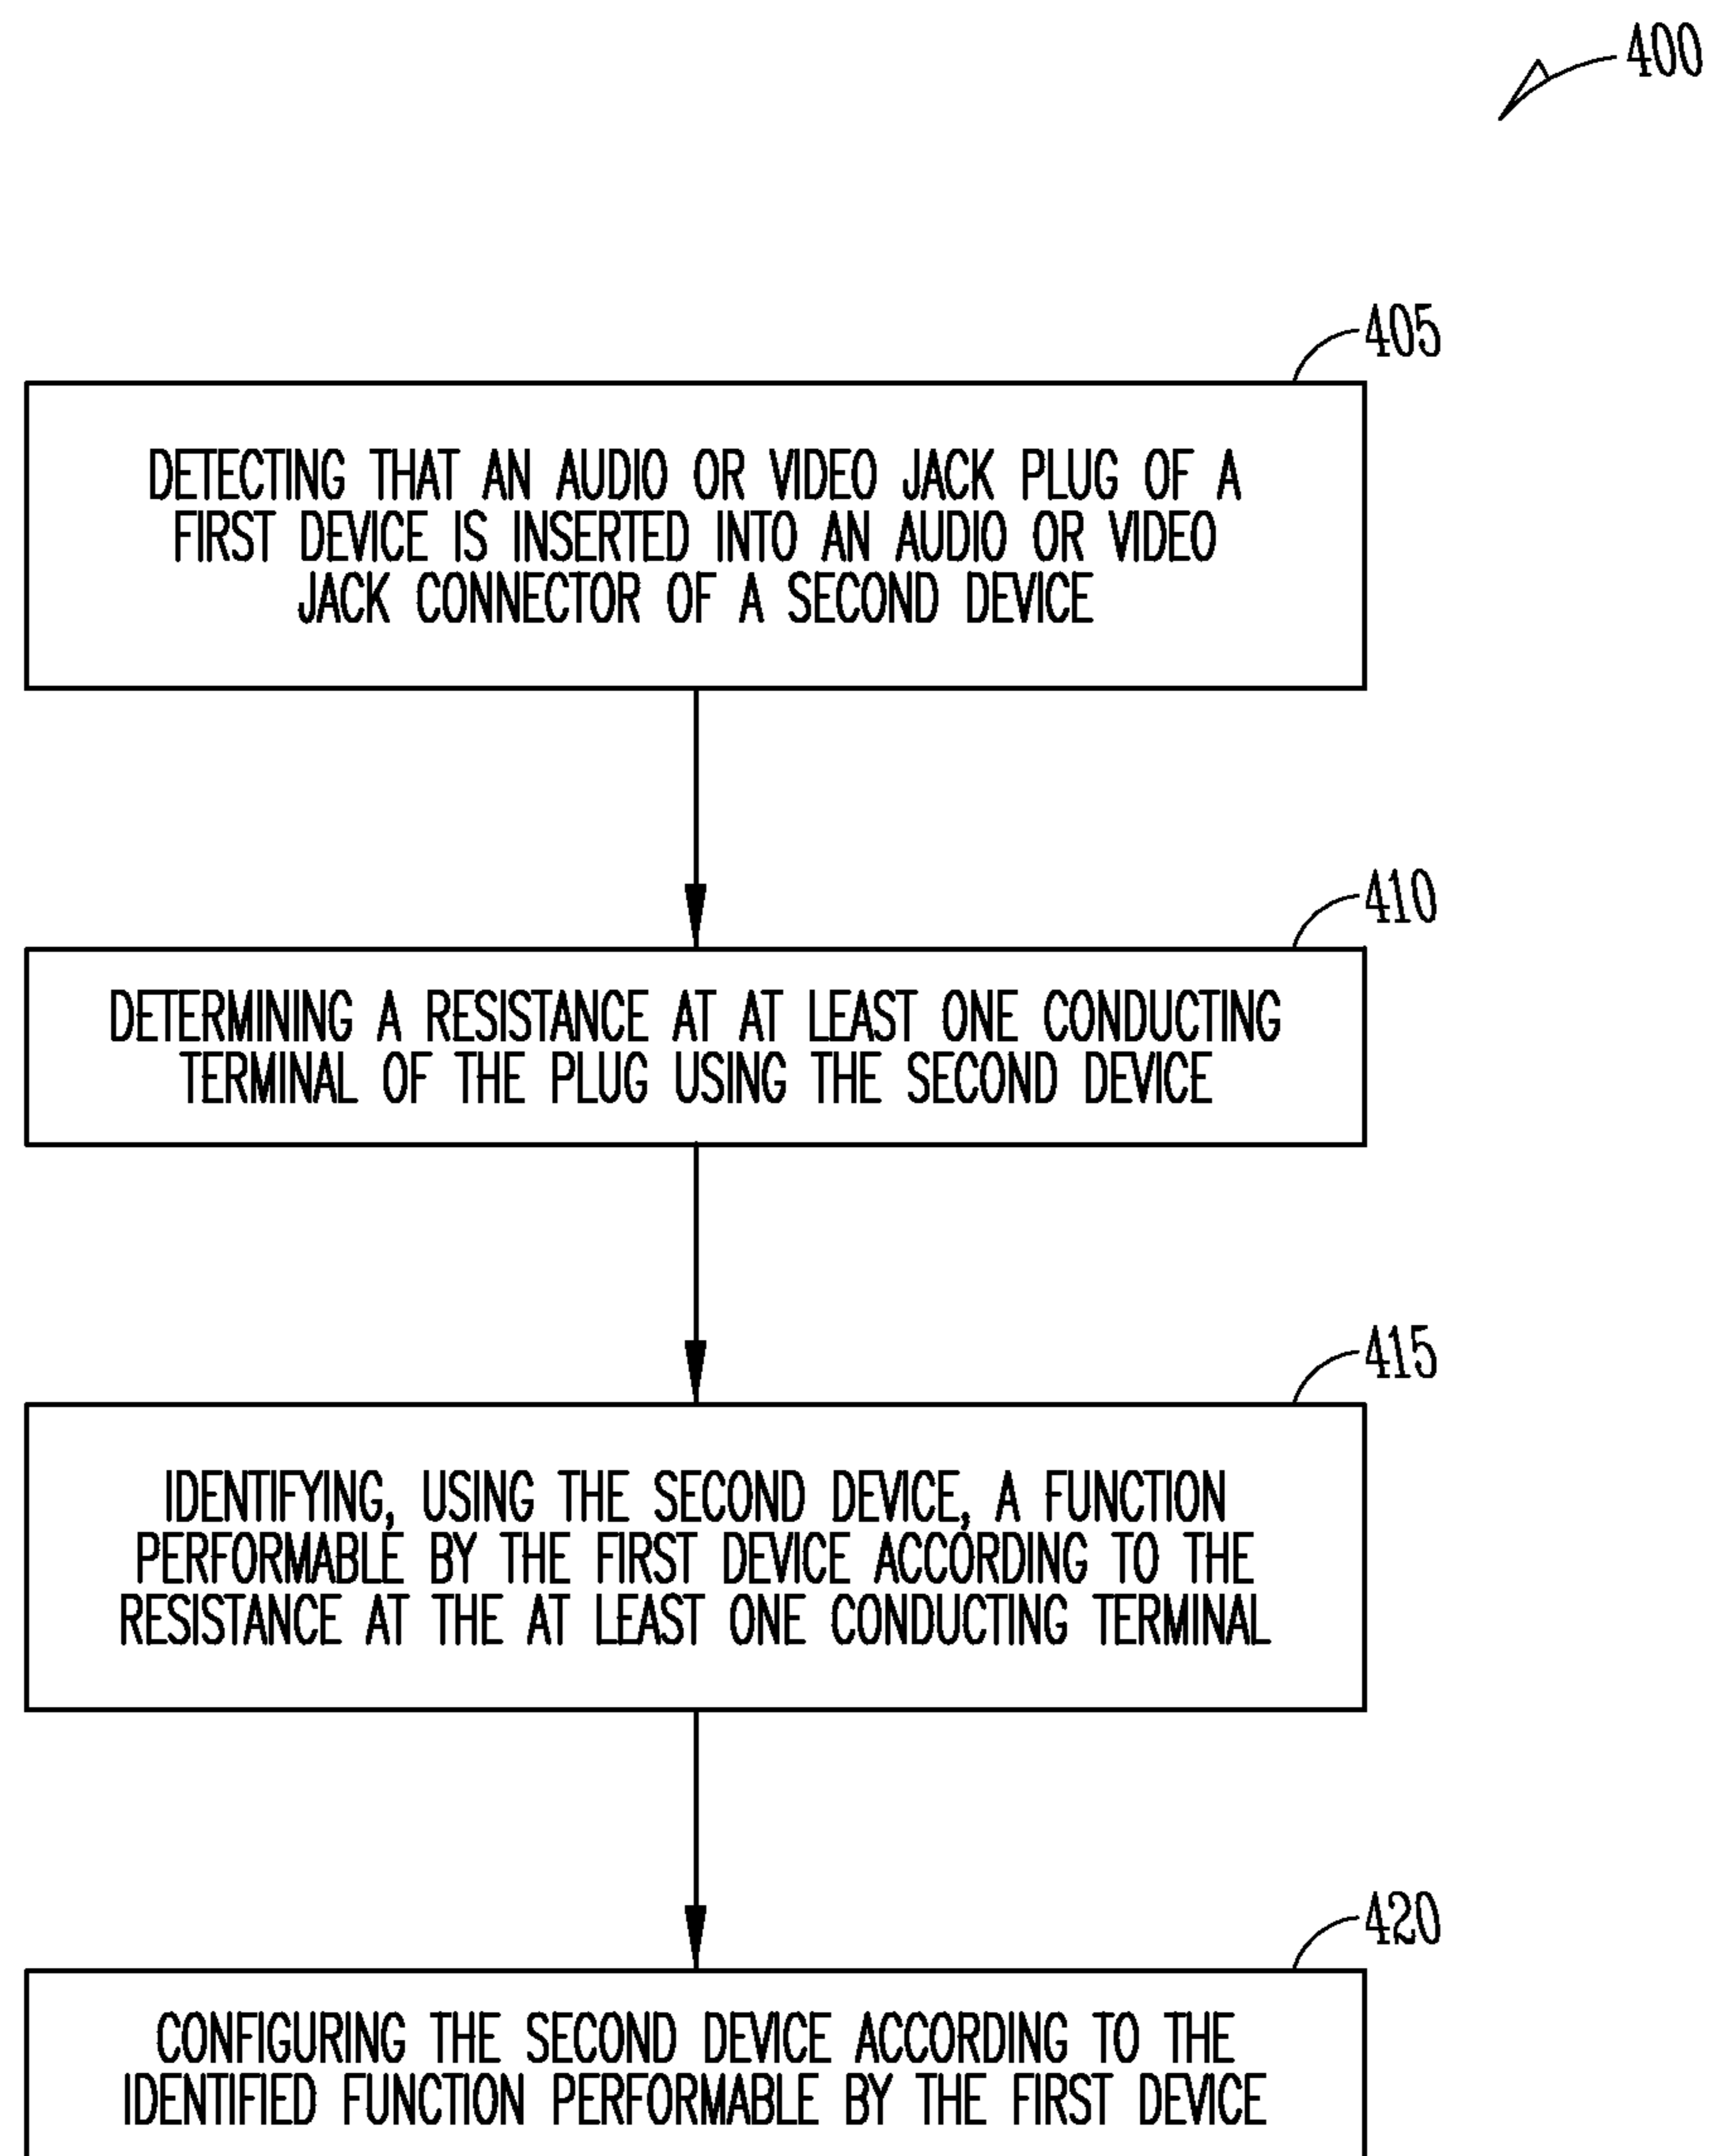 400
405
DETECTING THAT AN AUDIO OR VIDEO JACK PLUG OF A
FIRST DEVICE IS INSERTED INTO AN AUDIO OR VIDEO
JACK CONNECTOR OF A SECOND DEVICE
410
DETERMINING A RESISTANCE AT AT LEAST ONE CONDUCTING
TERMINAL OF THE PLUG USING THE SECOND DEVICE
415
IDENTIFYING, USING THE SECOND DEVICE, A FUNCTION
PERFORMABLE BY THE FIRST DEVICE ACCORDING TO THE
RESISTANCE AT THE AT LEAST ONE CONDUCTING TERMINAL
420
CONFIGURING THE SECOND DEVICE ACCORDING TO THE
IDENTIFIED FUNCTION PERFORMABLE BY THE FIRST DEVICE